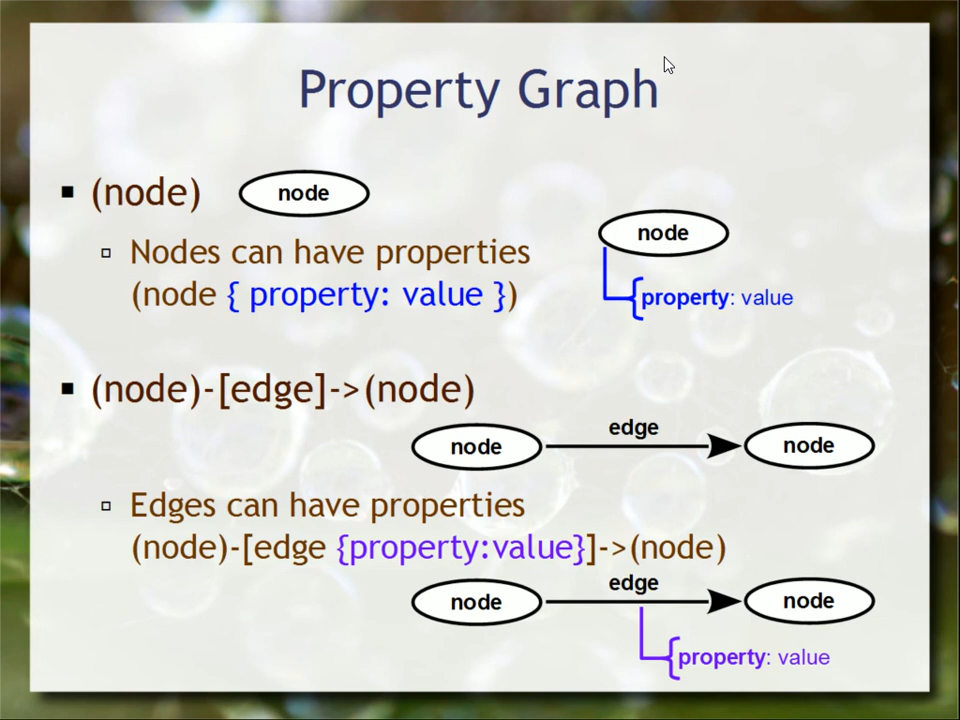 Property Graph
(node)
node
Nodes can have properties
(node { property: value })
node
property: value
(node)-[edge]->(node)
node
edge
node
Edges can have properties
(node)-[edge {property:value}]->(node)
node
edge
node
property: value